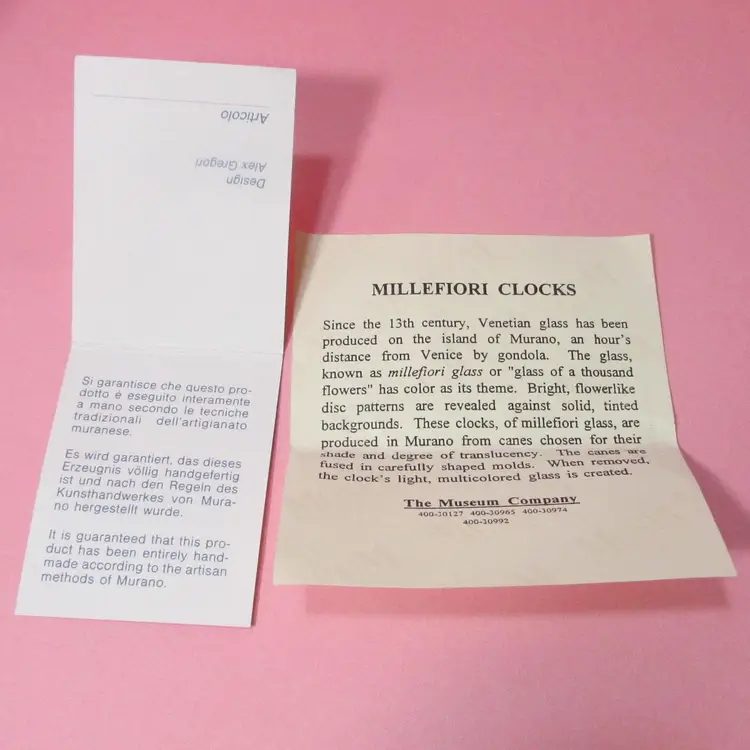 Design
Alex Gregori
Articolo
Si garantisce che questo pro-
dotto é eseguito interamente
a mano secondo le tecniche
tradizionali dell'artigianato
muranese.
Es wird garantiert, das dieses
Erzeugnis völlig handgefertig
ist und nach den Regeln des
Kunsthandwerkes von Mura-
no hergestellt wurde.
It is guaranteed that this pro-
duct has been entirely hand-
made according to the artisan
methods of Murano.
MILLEFIORI CLOCKS
Since the 13th century, Venetian glass has been
produced on the island of Murano, an hour's
distance from Venice by gondola. The glass,
known as millefiori glass or "glass of a thousand
flowers" has color as its theme. Bright, flowerlike
disc patterns are revealed against solid, tinted
backgrounds. These clocks, of millefiori glass, are
produced in Murano from canes chosen for their
shade and degree of translucency. The canes are
fused in carefully shaped molds. When removed,
the clock's light, multicolored glass is created.
The Museum Company
400-30127 400-30965 400-30974
400-30992